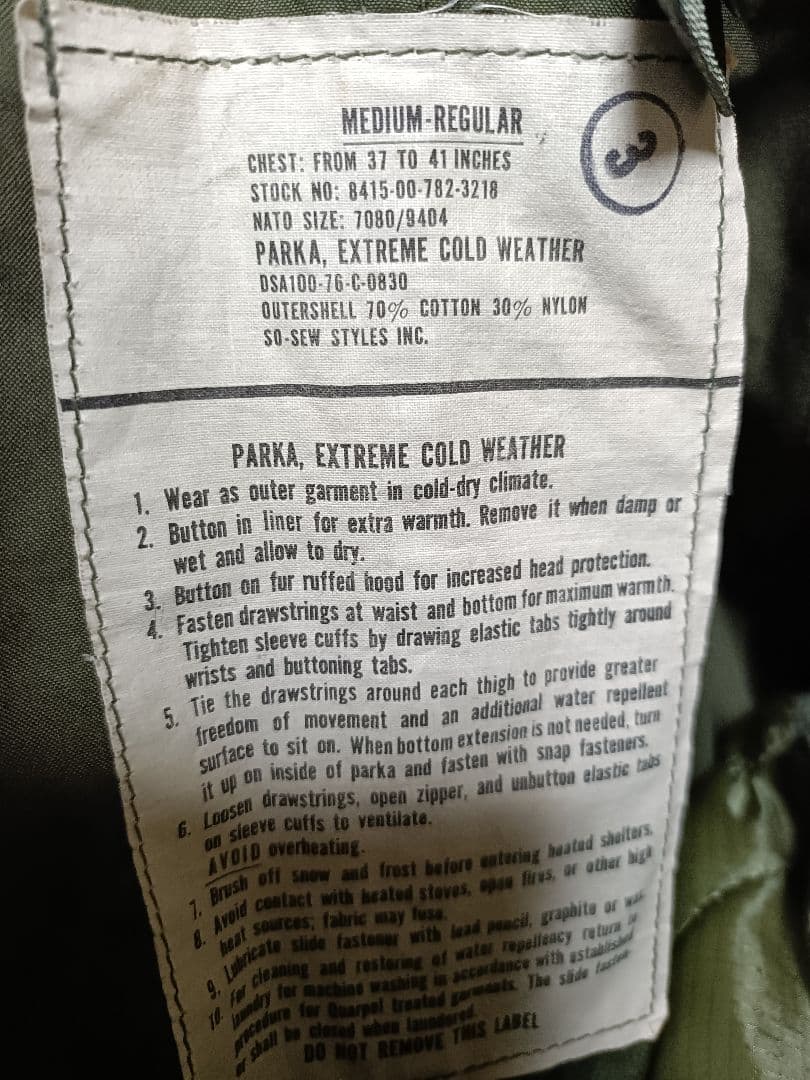 MEDIUM-REGULAR
3
CHEST: FROM 37 TO 41 INCHES
STOCK NO: 8415-00-782-3218
NATO SIZE: 7080/9404
PARKA, EXTREME COLD WEATHER
DSA100-76-C-0830
OUTERSHELL 70% COTTON 30% NYLON
SO-SEW STYLES INC.
PARKA, EXTREME COLD WEATHER
1. Wear as outer garment in cold-dry climate.
2. Button in liner for extra warmth. Remove it when damp or
wet and allow to dry.
3. Button on fur ruffed hood for increased head protection.
4. Fasten drawstrings at waist and bottom for maximum warmth.
Tighten sleeve cuffs by drawing elastic tabs tightly around
wrists and buttoning tabs.
5. Tie the drawstrings around each thigh to provide greater
freedom of movement and an additional water repellent
surface to sit on. When bottom extension is not needed, turn
it up on inside of parka and fasten with snap fasteners.
6. Loosen drawstrings, open zipper, and unbutton elastic tabs
on sleeve cuffs to ventilate.
AVOID overheating.
7. Brush off snow and frost before entering heated shelters.
8. Avoid contact with heated stoves, open fires, or other high
heat sources; fabric may fuse.
9. Lubricate slide fastener with lead pencil, graphite or wax.
10. For cleaning and restoring of water repellency return to
laundry for machine washing in accordance with established
procedure for Quarpel treated garments. The slide fasten-
er shall be closed when laundered.
DO NOT REMOVE THIS LABEL